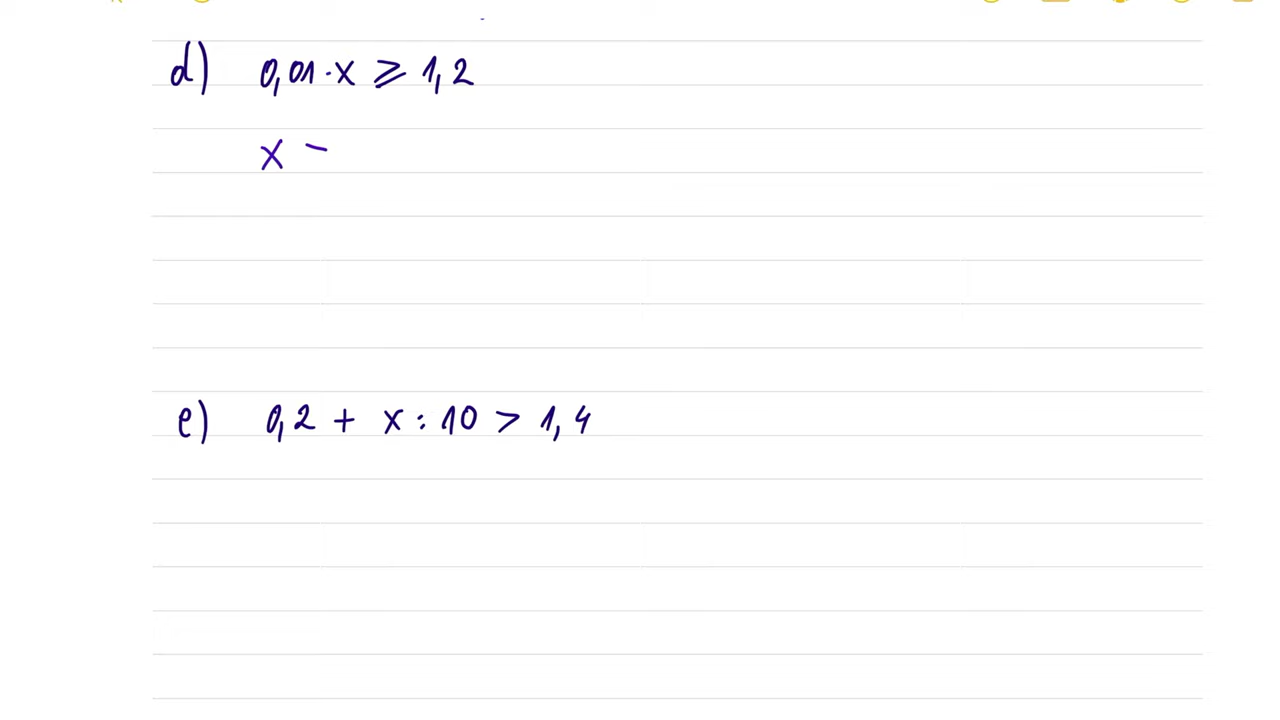 d) 0,01·x ⩾ 1,2
x
e) 0,2 + x : 10 > 1,4